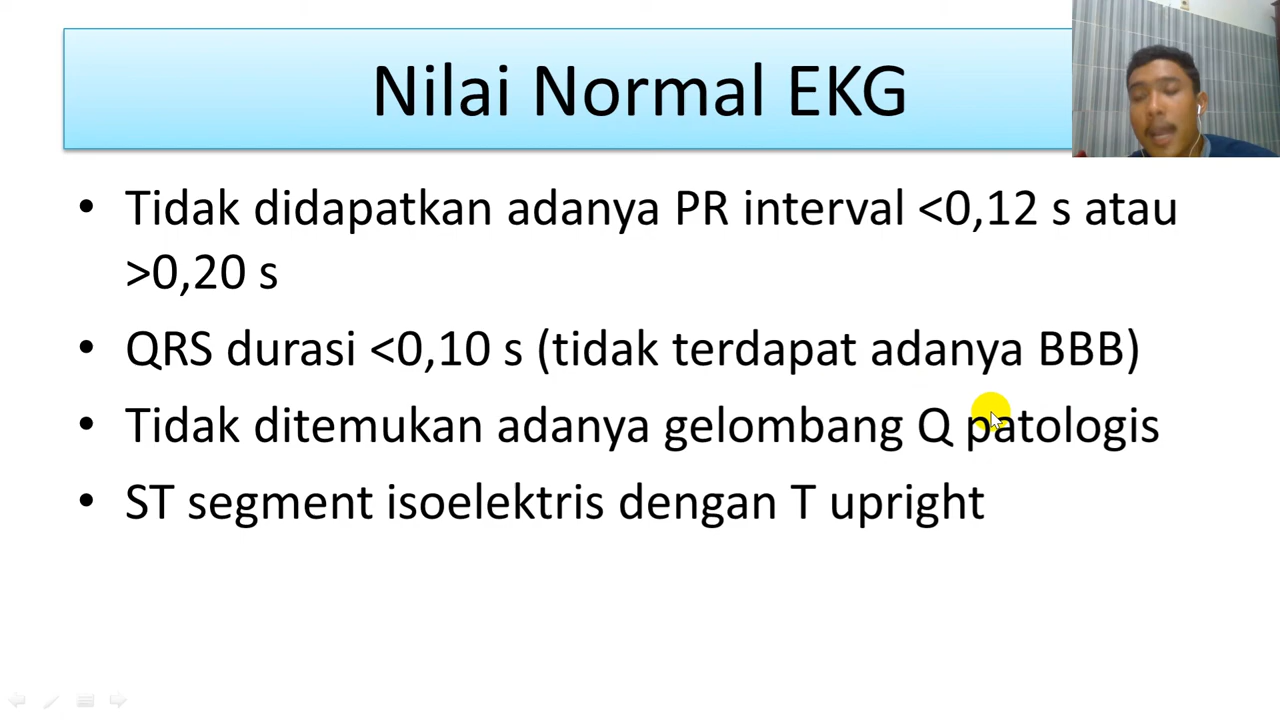 Nilai Normal EKG
• Tidak didapatkan adanya PR interval <0,12 s atau
>0,20 s
• QRS durasi <0,10 s (tidak terdapat adanya BBB)
• Tidak ditemukan adanya gelombang Q patologis
• ST segment isoelektris dengan T upright